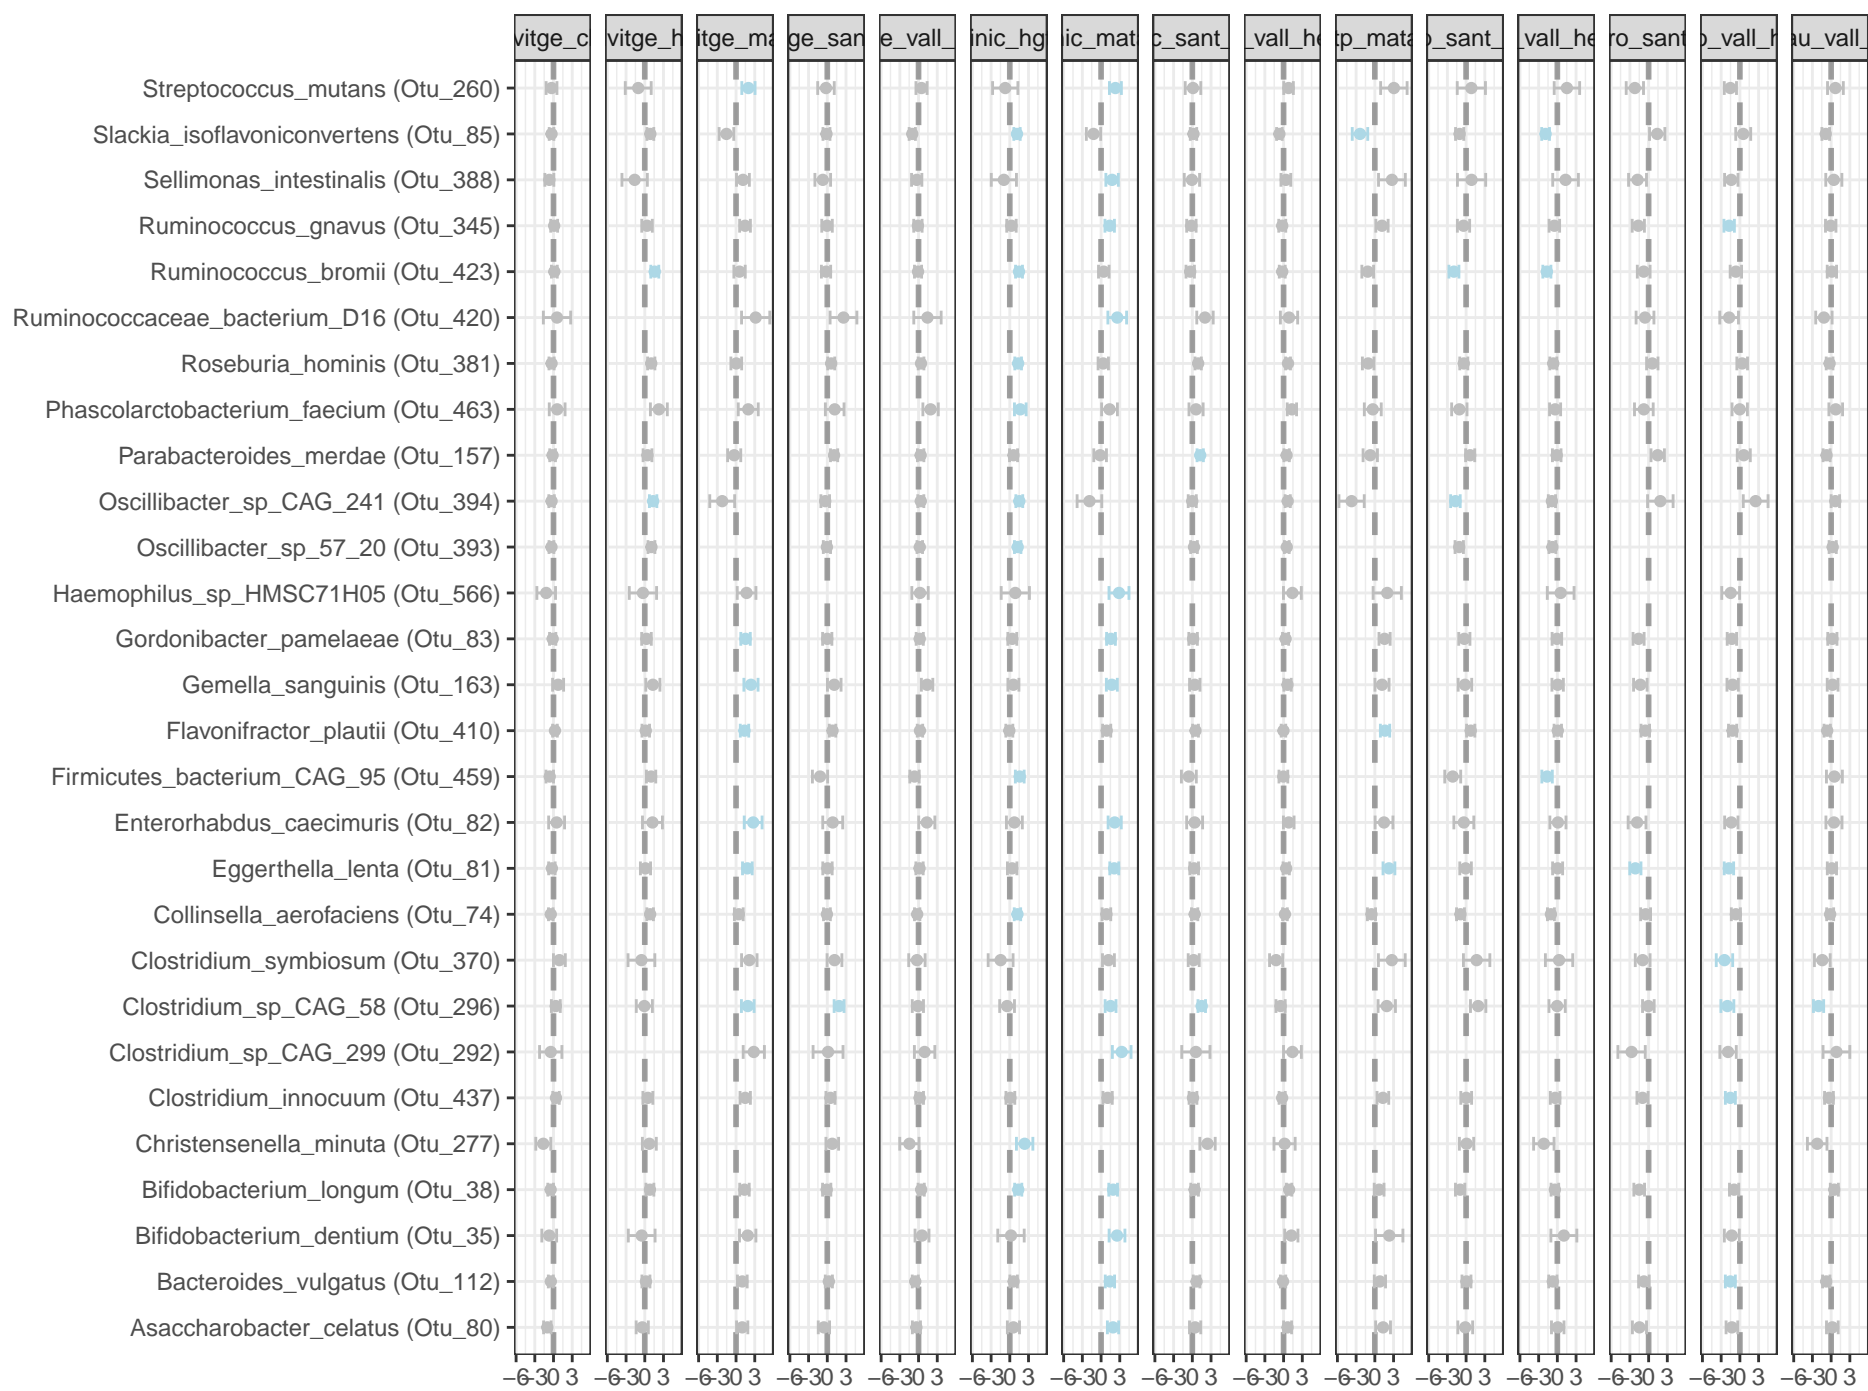 vitge_c vitge_h itge_ma ge_san e_vall_ inic_hg nic_mat c_sant_ _vall_he tp_mata o_sant_ _vall_he ro_sant o_vall_h au_vall_
Streptococcus_mutans (Otu_260)
Slackia_isoflavoniconvertens (Otu_85)
Sellimonas_intestinalis (Otu_388)
Ruminococcus_gnavus (Otu_345)
Ruminococcus_bromii (Otu_423)
Ruminococcaceae_bacterium_D16 (Otu_420)
Roseburia_hominis (Otu_381)
Phascolarctobacterium_faecium (Otu_463)
Parabacteroides_merdae (Otu_157)
Oscillibacter_sp_CAG_241 (Otu_394)
Oscillibacter_sp_57_20 (Otu_393)
Haemophilus_sp_HMSC71H05 (Otu_566)
Gordonibacter_pamelaeae (Otu_83)
Gemella_sanguinis (Otu_163)
Flavonifractor_plautii (Otu_410)
Firmicutes_bacterium_CAG_95 (Otu_459)
Enterorhabdus_caecimuris (Otu_82)
Eggerthella_lenta (Otu_81)
Collinsella_aerofaciens (Otu_74)
Clostridium_symbiosum (Otu_370)
Clostridium_sp_CAG_58 (Otu_296)
Clostridium_sp_CAG_299 (Otu_292)
Clostridium_innocuum (Otu_437)
Christensenella_minuta (Otu_277)
Bifidobacterium_longum (Otu_38)
Bifidobacterium_dentium (Otu_35)
Bacteroides_vulgatus (Otu_112)
Asaccharobacter_celatus (Otu_80)
−6−30 3 −6−30 3 −6−30 3 −6−30 3 −6−30 3 −6−30 3 −6−30 3 −6−30 3 −6−30 3 −6−30 3 −6−30 3 −6−30 3 −6−30 3 −6−30 3 −6−30 3